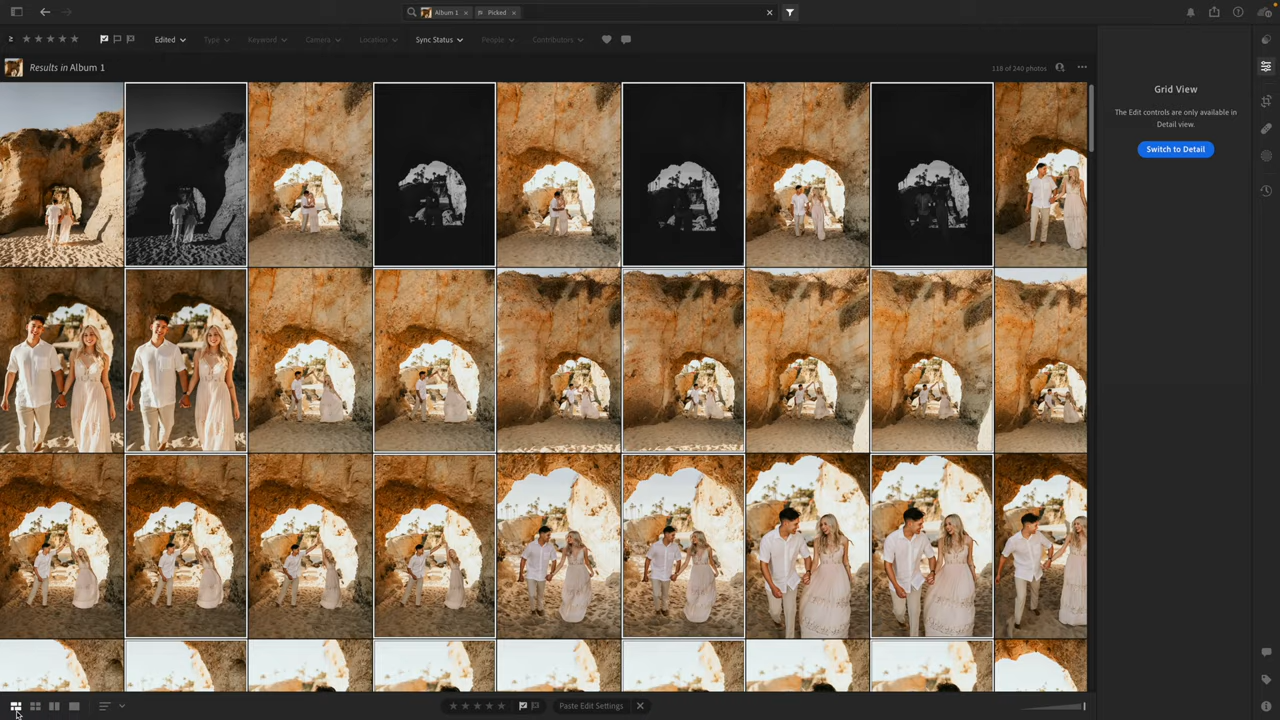 Album 1
Picked
≥
Edited
Type
Keyword
Camera
Location
Sync Status
People
Contributors
Results in Album 1
118 of 240 photos
Grid View
The Edit controls are only available in
Detail view.
Switch to Detail
Paste Edit Settings